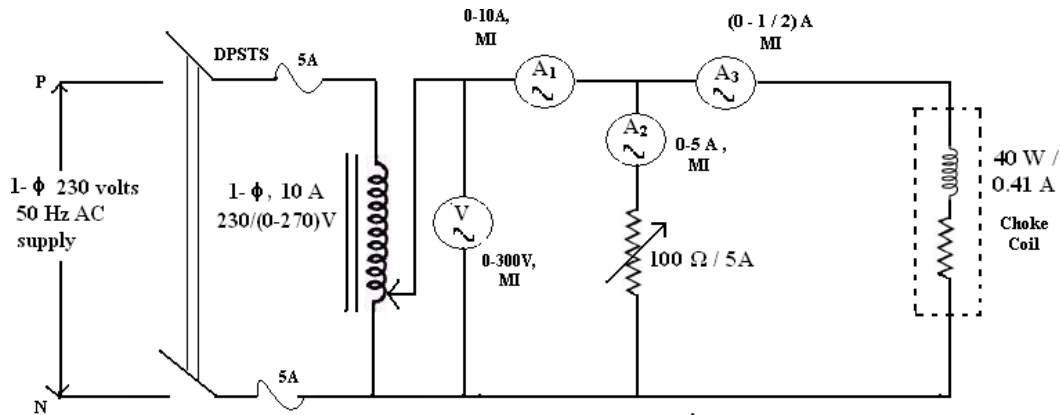 0-10A,
MI
(0 - 1 / 2) A
MI
DPSTS
5A
P
A1
A3
A2
0-5 A ,
MI
40 W /
0.41 A
Choke
Coil
1- ϕ 230 volts
50 Hz AC
supply
1- ϕ, 10 A
230/(0-270)V
V
0-300V,
MI
100 Ω / 5A
5A
N